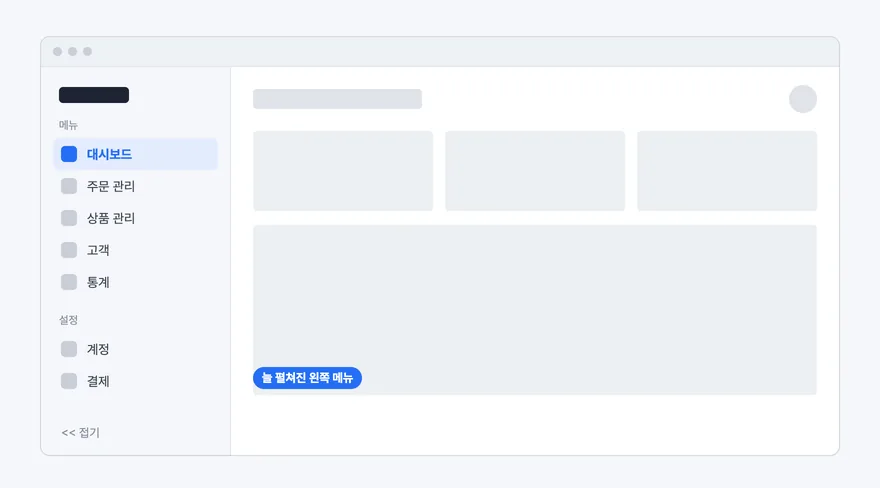 메뉴
대시보드
주문 관리
상품 관리
고객
통계
설정
계정
결제
<< 접기
늘 펼쳐진 왼쪽 메뉴